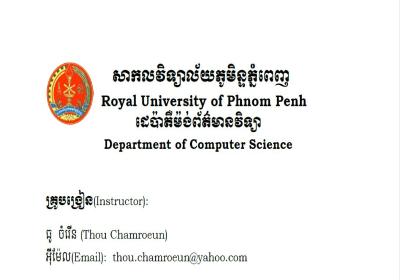 សាកលវិទ្យាល័យភូមិន្ទភ្នំពេញ
Royal University of Phnom Penh
ដេប៉ាតឺម៉ង់ព័ត៌មានវិទ្យា
Department of Computer Science
គ្រូបង្រៀន(Instructor):
ធូ ចំរើន (Thou Chamroeun)
អ៊ីម៉ែល(Email): thou.chamroeun@yahoo.com